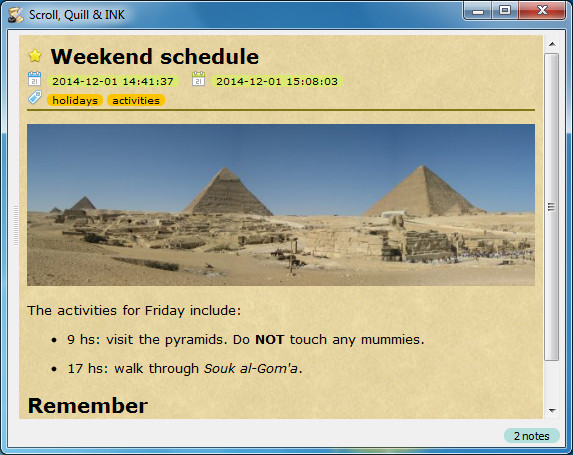 Scroll, Quill & INK
Weekend schedule
2014-12-01 14:41:37 2014-12-01 15:08:03
holidays activities
The activities for Friday include:
• 9 hs: visit the pyramids. Do NOT touch any mummies.
• 17 hs: walk through Souk al-Gom'a.
Remember
2 notes